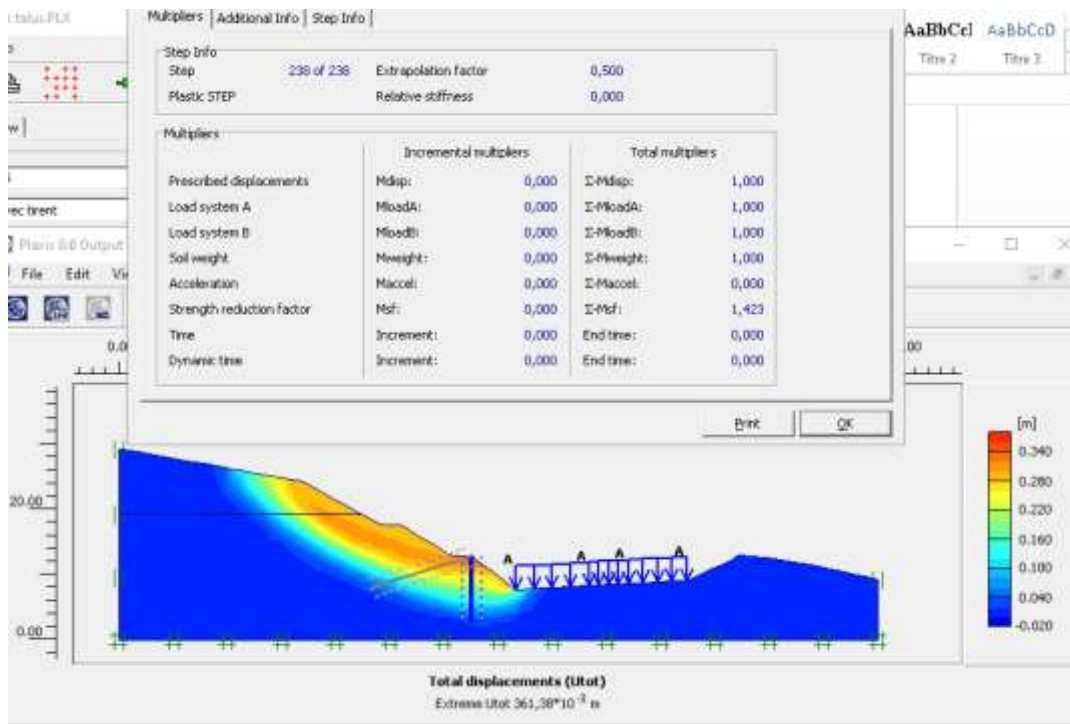 talus.PLX
Multipliers Additional Info Step Info
AaBbCcI AaBbCcD
Titre 2 Titre 3
Step Info
Step 238 of 238 Extrapolation factor 0,500
Plastic STEP Relative stiffness 0,000
Multipliers
Incremental multipliers Total multipliers
Prescribed displacements Mdisp: 0,000 Σ-Mdisp: 1,000
Load system A MloadA: 0,000 Σ-MloadA: 1,000
Load system B MloadB: 0,000 Σ-MloadB: 1,000
Soil weight Mweight: 0,000 Σ-Mweight: 1,000
Acceleration Maccel: 0,000 Σ-Maccel: 0,000
Strength reduction factor Msf: 0,000 Σ-Msf: 1,423
Time Increment: 0,000 End time: 0,000
Dynamic time Increment: 0,000 End time: 0,000
vec tirent
Plaxis 8.6 Output
File Edit Vi
0.0
.00
Print OK
[m]
0.340
0.280
0.220
0.160
0.100
0.040
-0.020
20.00
0.00
A A A A
Total displacements (Utot)
Extreme Utot 361,38*10-3 m